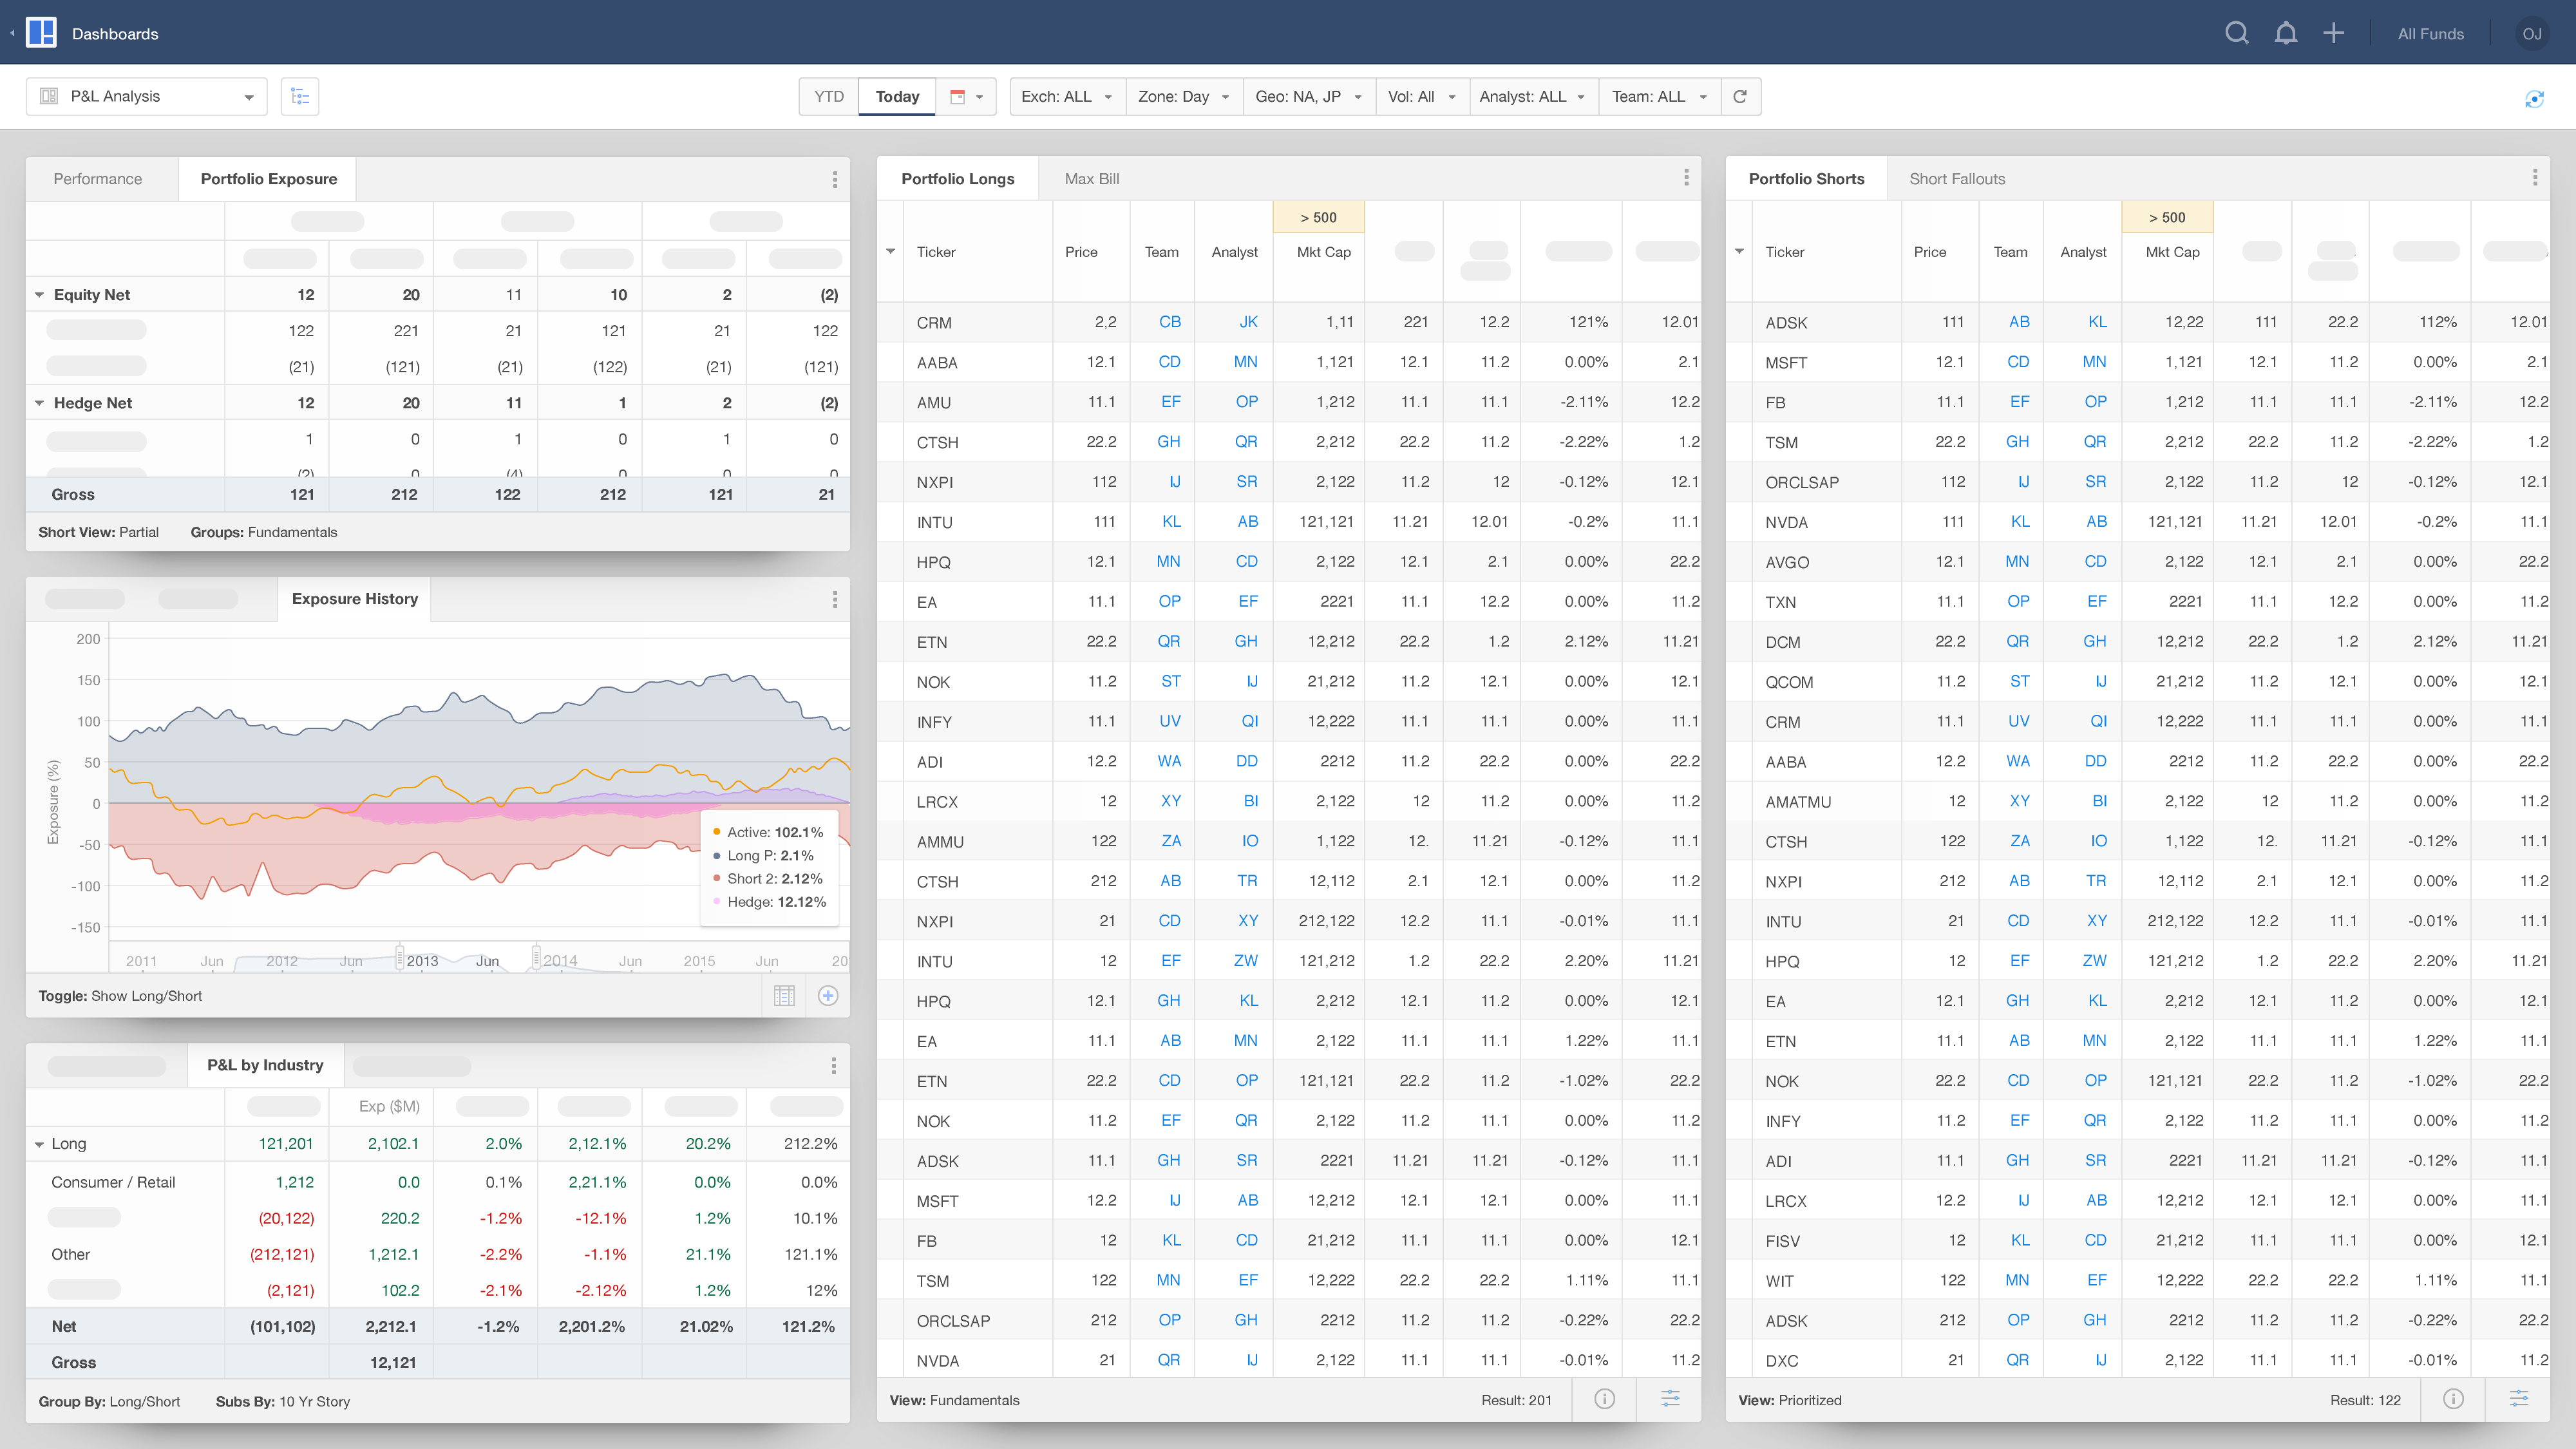 Dashboards
All Funds
OJ
P&L Analysis
YTD Today Exch: ALL Zone: Day Geo: NA, JP Vol: All Analyst: ALL Team: ALL
Performance Portfolio Exposure
Equity Net 12 20 11 10 2 (2)
122 221 21 121 21 122
(21) (121) (21) (122) (21) (121)
Hedge Net 12 20 11 1 2 (2)
1 0 1 0 1 0
(2) 0 (4) 0 0 0
Gross 121 212 122 212 121 21
Short View: Partial Groups: Fundamentals
Exposure History
200
150
100
50
0
-50
-100
-150
Exposure (%)
Active: 102.1%
Long P: 2.1%
Short 2: 2.12%
Hedge: 12.12%
2011 Jun 2012 Jun 2013 Jun 2014 Jun 2015 Jun 20
Toggle: Show Long/Short
P&L by Industry
Exp ($M)
Long 121,201 2,102.1 2.0% 2,12.1% 20.2% 212.2%
Consumer / Retail 1,212 0.0 0.1% 2,21.1% 0.0% 0.0%
(20,122) 220.2 -1.2% -12.1% 1.2% 10.1%
Other (212,121) 1,212.1 -2.2% -1.1% 21.1% 121.1%
(2,121) 102.2 -2.1% -2.12% 1.2% 12%
Net (101,102) 2,212.1 -1.2% 2,201.2% 21.02% 121.2%
Gross 12,121
Group By: Long/Short Subs By: 10 Yr Story
Portfolio Longs Max Bill
> 500
Ticker Price Team Analyst Mkt Cap
CRM 2,2 CB JK 1,11 221 12.2 121% 12.01
AABA 12.1 CD MN 1,121 12.1 11.2 0.00% 2.1
AMU 11.1 EF OP 1,212 11.1 11.1 -2.11% 12.2
CTSH 22.2 GH QR 2,212 22.2 11.2 -2.22% 1.2
NXPI 112 IJ SR 2,122 11.2 12 -0.12% 12.1
INTU 111 KL AB 121,121 11.21 12.01 -0.2% 11.1
HPQ 12.1 MN CD 2,122 12.1 2.1 0.00% 22.2
EA 11.1 OP EF 2221 11.1 12.2 0.00% 11.2
ETN 22.2 QR GH 12,212 22.2 1.2 2.12% 11.21
NOK 11.2 ST IJ 21,212 11.2 12.1 0.00% 12.1
INFY 11.1 UV QI 12,222 11.1 11.1 0.00% 11.1
ADI 12.2 WA DD 2212 11.2 22.2 0.00% 22.2
LRCX 12 XY BI 2,122 12 11.2 0.00% 11.2
AMMU 122 ZA IO 1,122 12. 11.21 -0.12% 11.1
CTSH 212 AB TR 12,112 2.1 12.1 0.00% 11.2
NXPI 21 CD XY 212,122 12.2 11.1 -0.01% 11.1
INTU 12 EF ZW 121,212 1.2 22.2 2.20% 11.21
HPQ 12.1 GH KL 2,212 12.1 11.2 0.00% 12.1
EA 11.1 AB MN 2,122 11.1 11.1 1.22% 11.1
ETN 22.2 CD OP 121,121 22.2 11.2 -1.02% 22.2
NOK 11.2 EF QR 2,122 11.2 11.1 0.00% 11.2
ADSK 11.1 GH SR 2221 11.21 11.21 -0.12% 11.1
MSFT 12.2 IJ AB 12,212 12.1 12.1 0.00% 11.1
FB 12 KL CD 21,212 11.1 11.1 0.00% 12.1
TSM 122 MN EF 12,222 22.2 22.2 1.11% 11.1
ORCLSAP 212 OP GH 2212 11.2 11.2 -0.22% 22.2
NVDA 21 QR IJ 2,122 11.1 11.1 -0.01% 11.2
View: Fundamentals Result: 201
Portfolio Shorts Short Fallouts
> 500
Ticker Price Team Analyst Mkt Cap
ADSK 111 AB KL 12,22 111 22.2 112% 12.01
MSFT 12.1 CD MN 1,121 12.1 11.2 0.00% 2.1
FB 11.1 EF OP 1,212 11.1 11.1 -2.11% 12.2
TSM 22.2 GH QR 2,212 22.2 11.2 -2.22% 1.2
ORCLSAP 112 IJ SR 2,122 11.2 12 -0.12% 12.1
NVDA 111 KL AB 121,121 11.21 12.01 -0.2% 11.1
AVGO 12.1 MN CD 2,122 12.1 2.1 0.00% 22.2
TXN 11.1 OP EF 2221 11.1 12.2 0.00% 11.2
DCM 22.2 QR GH 12,212 22.2 1.2 2.12% 11.21
QCOM 11.2 ST IJ 21,212 11.2 12.1 0.00% 12.1
CRM 11.1 UV QI 12,222 11.1 11.1 0.00% 11.1
AABA 12.2 WA DD 2212 11.2 22.2 0.00% 22.2
AMATMU 12 XY BI 2,122 12 11.2 0.00% 11.2
CTSH 122 ZA IO 1,122 12. 11.21 -0.12% 11.1
NXPI 212 AB TR 12,112 2.1 12.1 0.00% 11.2
INTU 21 CD XY 212,122 12.2 11.1 -0.01% 11.1
HPQ 12 EF ZW 121,212 1.2 22.2 2.20% 11.21
EA 12.1 GH KL 2,212 12.1 11.2 0.00% 12.1
ETN 11.1 AB MN 2,122 11.1 11.1 1.22% 11.1
NOK 22.2 CD OP 121,121 22.2 11.2 -1.02% 22.2
INFY 11.2 EF QR 2,122 11.2 11.1 0.00% 11.2
ADI 11.1 GH SR 2221 11.21 11.21 -0.12% 11.1
LRCX 12.2 IJ AB 12,212 12.1 12.1 0.00% 11.1
FISV 12 KL CD 21,212 11.1 11.1 0.00% 12.1
WIT 122 MN EF 12,222 22.2 22.2 1.11% 11.1
ADSK 212 OP GH 2212 11.2 11.2 -0.22% 22.2
DXC 21 QR IJ 2,122 11.1 11.1 -0.01% 11.2
View: Prioritized Result: 122